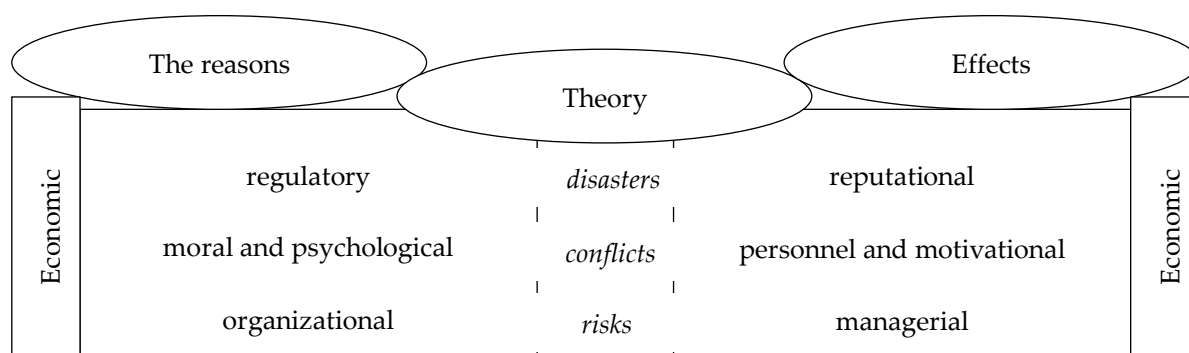 The reasons
Theory
Effects
Economic
regulatory
disasters
reputational
Economic
moral and psychological
conflicts
personnel and motivational
organizational
risks
managerial